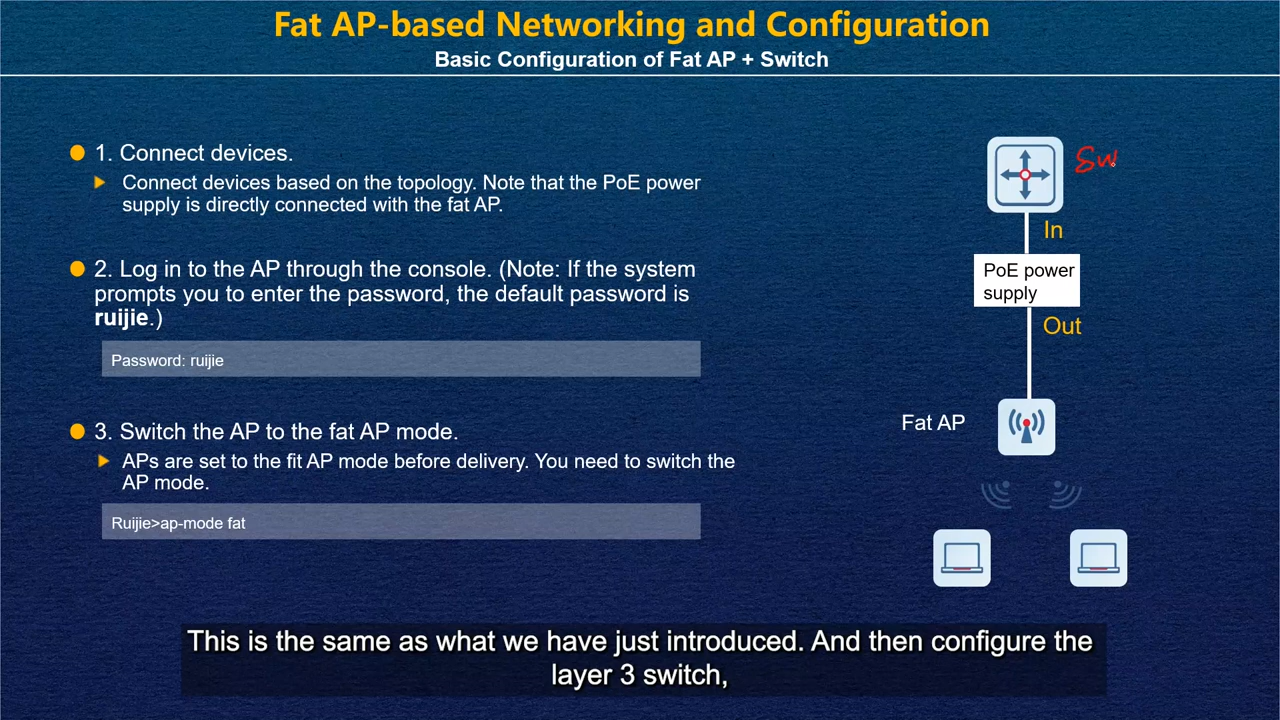 Fat AP-based Networking and Configuration
Basic Configuration of Fat AP + Switch
1. Connect devices.
Connect devices based on the topology. Note that the PoE power
supply is directly connected with the fat AP.
2. Log in to the AP through the console. (Note: If the system
prompts you to enter the password, the default password is
ruijie.)
Password: ruijie
3. Switch the AP to the fat AP mode.
APs are set to the fit AP mode before delivery. You need to switch the
AP mode.
Ruijie>ap-mode fat
Sw
In
PoE power
supply
Out
Fat AP
This is the same as what we have just introduced. And then configure the
layer 3 switch,